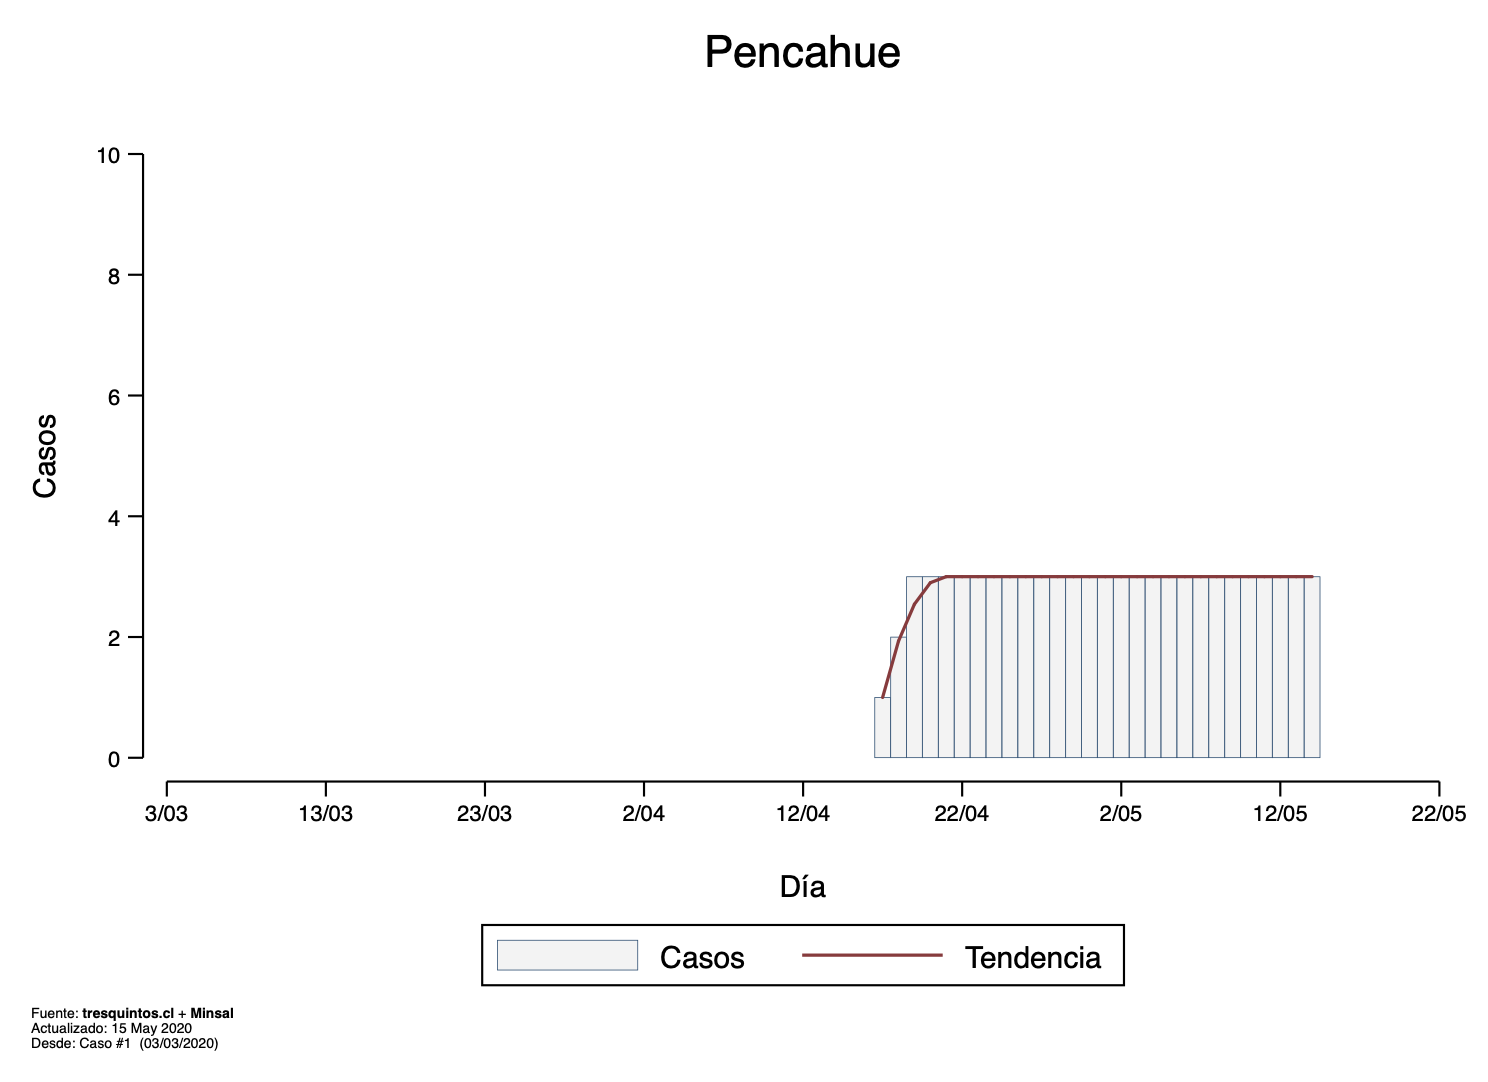 Pencahue
10
8
6
4
2
0
Casos
3/03 13/03 23/03 2/04 12/04 22/04 2/05 12/05 22/05
Día
Casos Tendencia
Fuente: tresquintos.cl + Minsal
Actualizado: 15 May 2020
Desde: Caso #1 (03/03/2020)